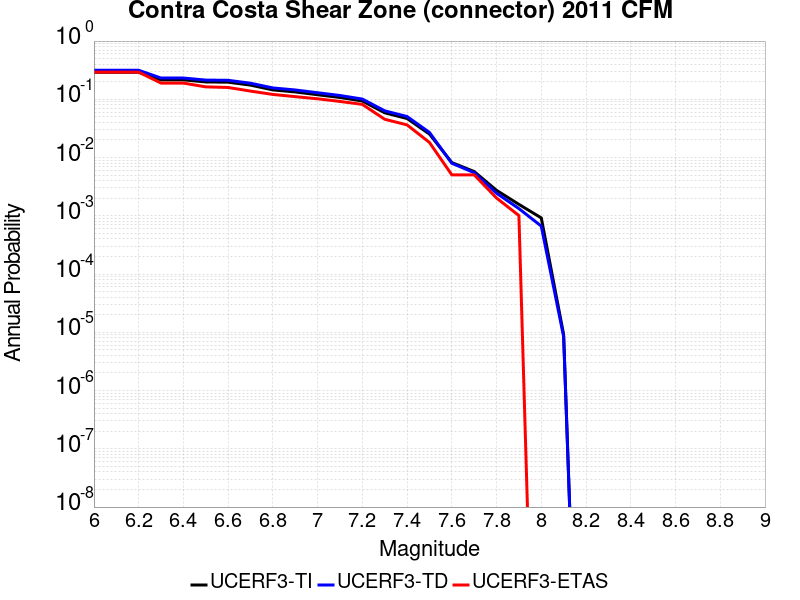 Contra Costa Shear Zone (connector) 2011 CFM
10^0
10^-1
10^-2
10^-3
10^-4
10^-5
10^-6
10^-7
10^-8
Annual Probability
6 6.2 6.4 6.6 6.8 7 7.2 7.4 7.6 7.8 8 8.2 8.4 8.6 8.8 9
Magnitude
UCERF3-TI UCERF3-TD UCERF3-ETAS